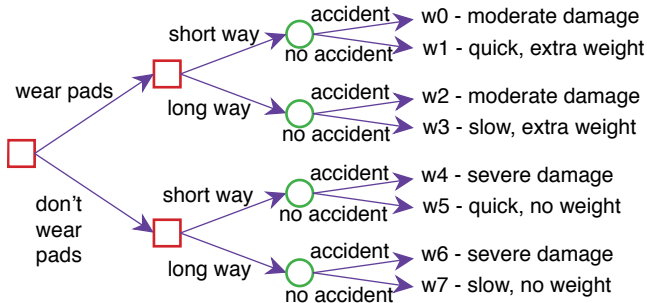 accident
w0 - moderate damage
short way
no accident
w1 - quick, extra weight
wear pads
accident
w2 - moderate damage
long way
no accident
w3 - slow, extra weight
accident
w4 - severe damage
don't
wear
pads
short way
no accident
w5 - quick, no weight
accident
w6 - severe damage
long way
no accident
w7 - slow, no weight